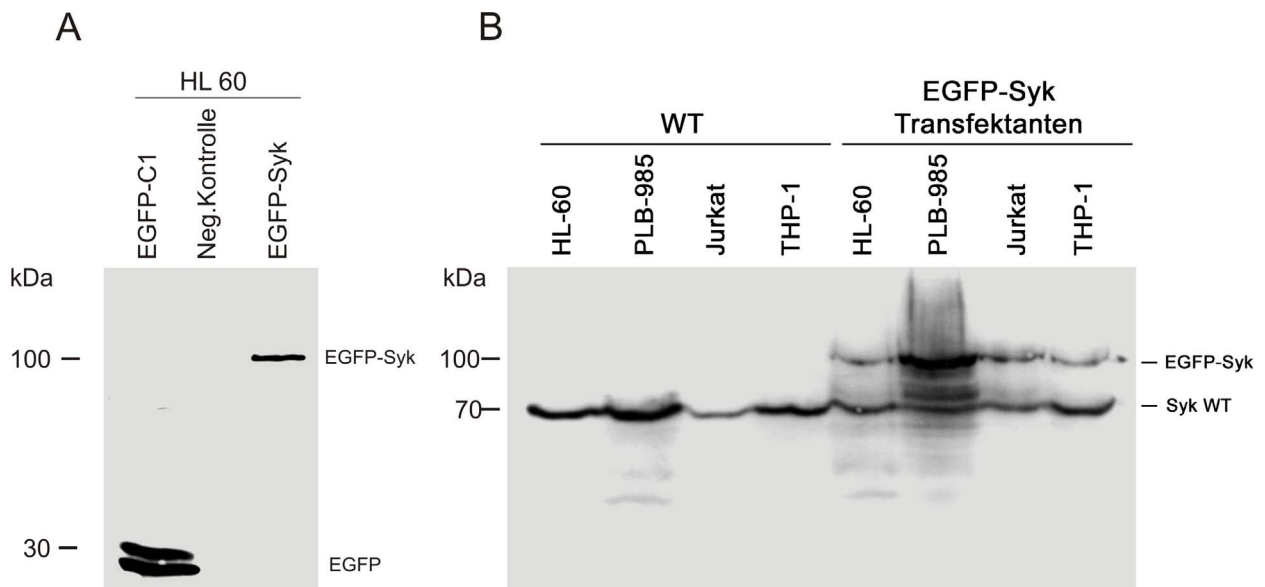 A
HL 60
EGFP-C1
Neg.Kontrolle
EGFP-Syk
kDa
100
EGFP-Syk
30
EGFP
B
WT
EGFP-Syk
Transfektanten
HL-60
PLB-985
Jurkat
THP-1
HL-60
PLB-985
Jurkat
THP-1
kDa
100
EGFP-Syk
70
Syk WT